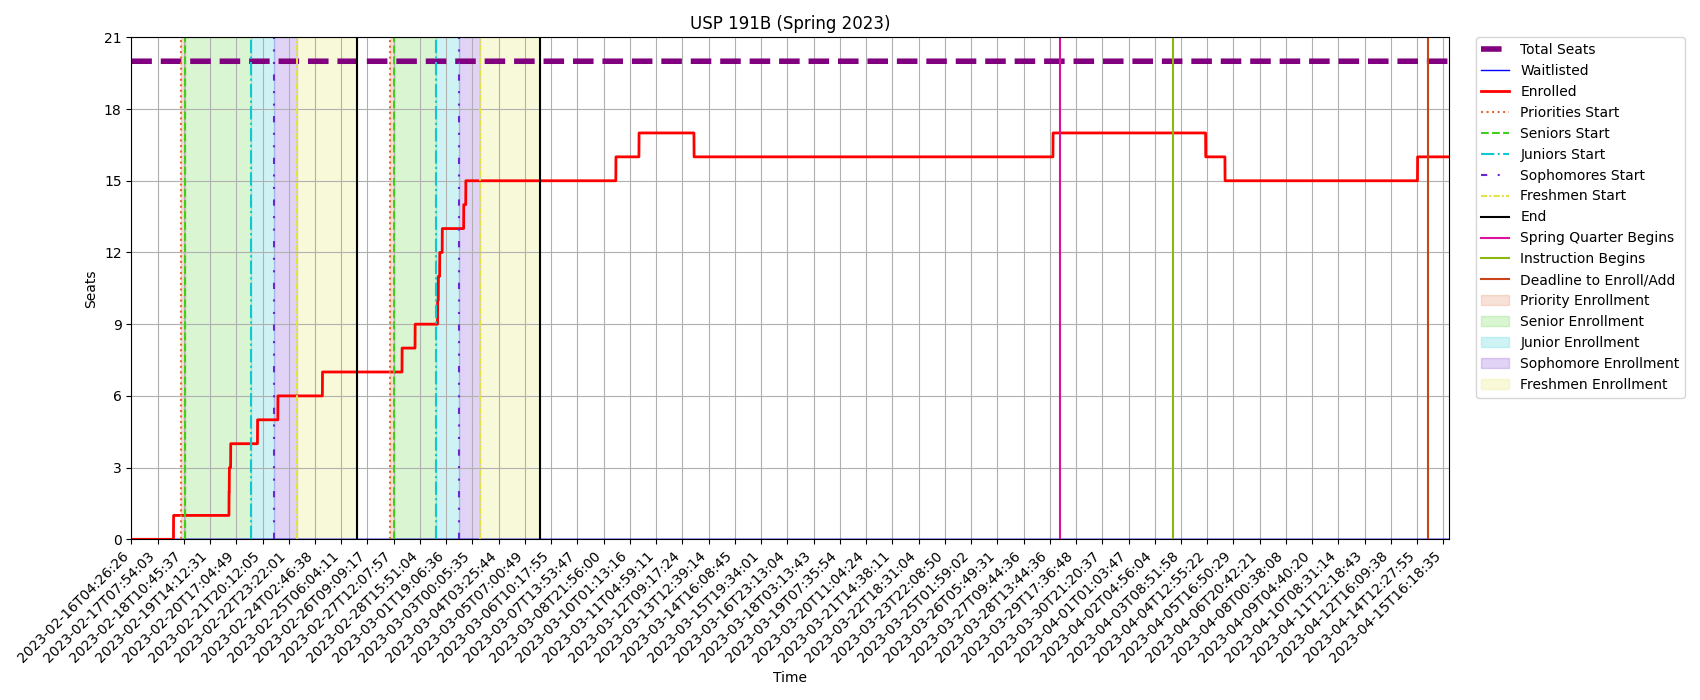 USP 191B (Spring 2023)
21
18
15
12
9
6
3
0
Seats
2023-02-16T04:26:26
2023-02-17T07:54:03
2023-02-18T10:45:37
2023-02-19T14:12:31
2023-02-20T17:04:49
2023-02-21T20:12:05
2023-02-22T23:22:01
2023-02-24T02:46:38
2023-02-25T06:04:11
2023-02-26T09:09:17
2023-02-27T12:07:57
2023-02-28T15:51:04
2023-03-01T19:06:36
2023-03-03T00:05:35
2023-03-04T03:25:44
2023-03-05T07:00:49
2023-03-06T10:17:55
2023-03-07T13:53:47
2023-03-08T21:56:00
2023-03-10T01:13:16
2023-03-11T04:59:11
2023-03-12T09:17:24
2023-03-13T12:39:14
2023-03-14T16:08:45
2023-03-15T19:34:01
2023-03-16T23:13:04
2023-03-18T03:13:43
2023-03-19T07:35:54
2023-03-20T11:04:24
2023-03-21T14:38:11
2023-03-22T18:31:04
2023-03-23T22:08:50
2023-03-25T01:59:02
2023-03-26T05:49:31
2023-03-27T09:44:36
2023-03-28T13:44:36
2023-03-29T17:36:48
2023-03-30T21:20:37
2023-04-01T01:03:47
2023-04-02T04:56:04
2023-04-03T08:51:58
2023-04-04T12:55:22
2023-04-05T16:50:29
2023-04-06T20:42:21
2023-04-08T00:38:08
2023-04-09T04:40:20
2023-04-10T08:31:14
2023-04-11T12:18:43
2023-04-12T16:09:38
2023-04-14T12:27:55
2023-04-15T16:18:35
Time
Total Seats
Waitlisted
Enrolled
Priorities Start
Seniors Start
Juniors Start
Sophomores Start
Freshmen Start
End
Spring Quarter Begins
Instruction Begins
Deadline to Enroll/Add
Priority Enrollment
Senior Enrollment
Junior Enrollment
Sophomore Enrollment
Freshmen Enrollment